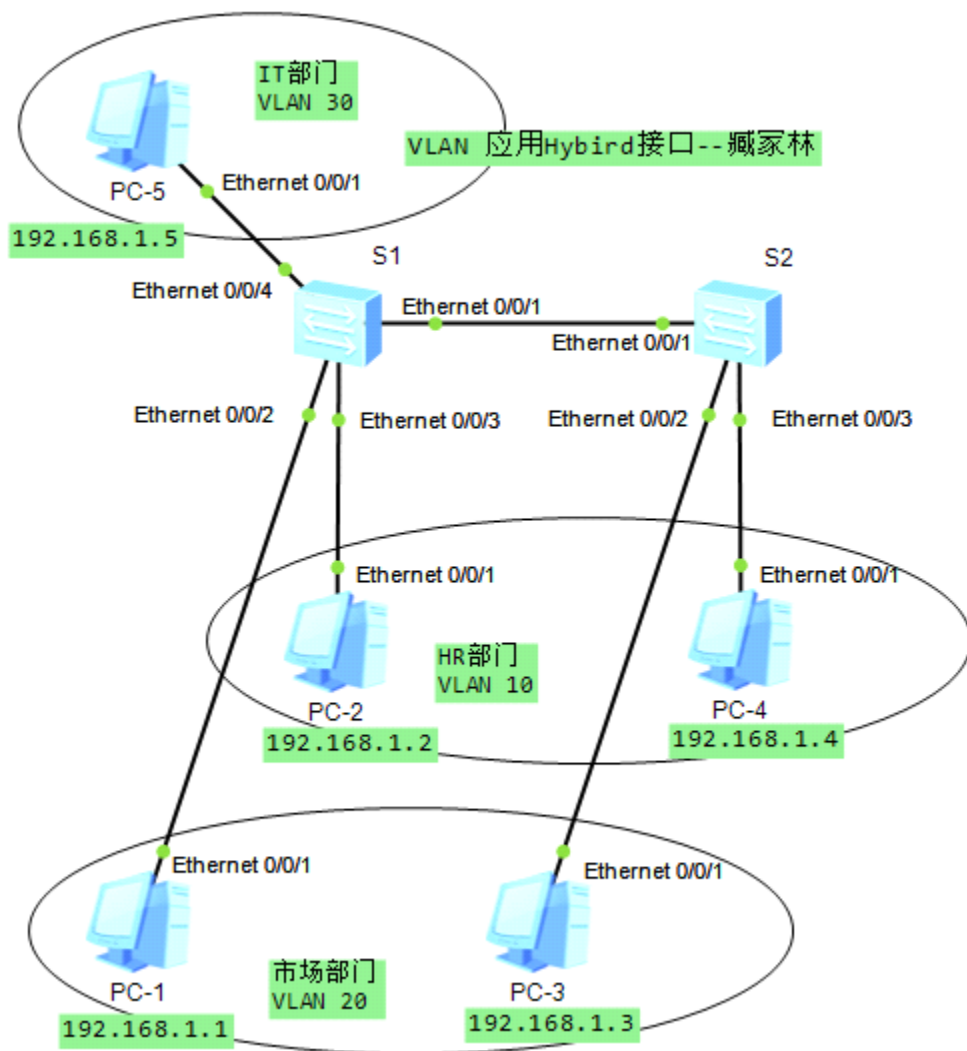 IT部门
VLAN 30
VLAN 应用Hybird接口--臧冢林
Ethernet 0/0/1
PC-5
192.168.1.5
S1
S2
Ethernet 0/0/4
Ethernet 0/0/1
Ethernet 0/0/1
Ethernet 0/0/2
Ethernet 0/0/3
Ethernet 0/0/2
Ethernet 0/0/3
Ethernet 0/0/1
Ethernet 0/0/1
HR部门
VLAN 10
PC-2
PC-4
192.168.1.2
192.168.1.4
Ethernet 0/0/1
Ethernet 0/0/1
市场部门
VLAN 20
PC-1
PC-3
192.168.1.1
192.168.1.3